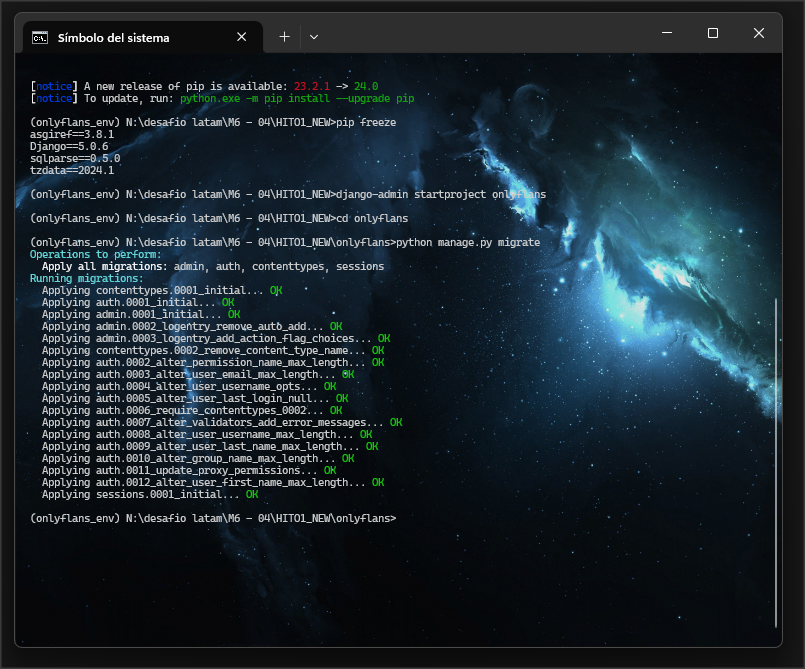 Símbolo del sistema
[notice] A new release of pip is available: 23.2.1 -> 24.0
[notice] To update, run: python.exe -m pip install --upgrade pip
(onlyflans_env) N:\desafio latam\M6 - 04\HITO1_NEW>pip freeze
asgiref==3.8.1
Django==5.0.6
sqlparse==0.5.0
tzdata==2024.1
(onlyflans_env) N:\desafio latam\M6 - 04\HITO1_NEW>django-admin startproject onlyflans
(onlyflans_env) N:\desafio latam\M6 - 04\HITO1_NEW>cd onlyflans
(onlyflans_env) N:\desafio latam\M6 - 04\HITO1_NEW\onlyflans>python manage.py migrate
Operations to perform:
  Apply all migrations: admin, auth, contenttypes, sessions
Running migrations:
  Applying contenttypes.0001_initial... OK
  Applying auth.0001_initial... OK
  Applying admin.0001_initial... OK
  Applying admin.0002_logentry_remove_auto_add... OK
  Applying admin.0003_logentry_add_action_flag_choices... OK
  Applying contenttypes.0002_remove_content_type_name... OK
  Applying auth.0002_alter_permission_name_max_length... OK
  Applying auth.0003_alter_user_email_max_length... OK
  Applying auth.0004_alter_user_username_opts... OK
  Applying auth.0005_alter_user_last_login_null... OK
  Applying auth.0006_require_contenttypes_0002... OK
  Applying auth.0007_alter_validators_add_error_messages... OK
  Applying auth.0008_alter_user_username_max_length... OK
  Applying auth.0009_alter_user_last_name_max_length... OK
  Applying auth.0010_alter_group_name_max_length... OK
  Applying auth.0011_update_proxy_permissions... OK
  Applying auth.0012_alter_user_first_name_max_length... OK
  Applying sessions.0001_initial... OK
(onlyflans_env) N:\desafio latam\M6 - 04\HITO1_NEW\onlyflans>